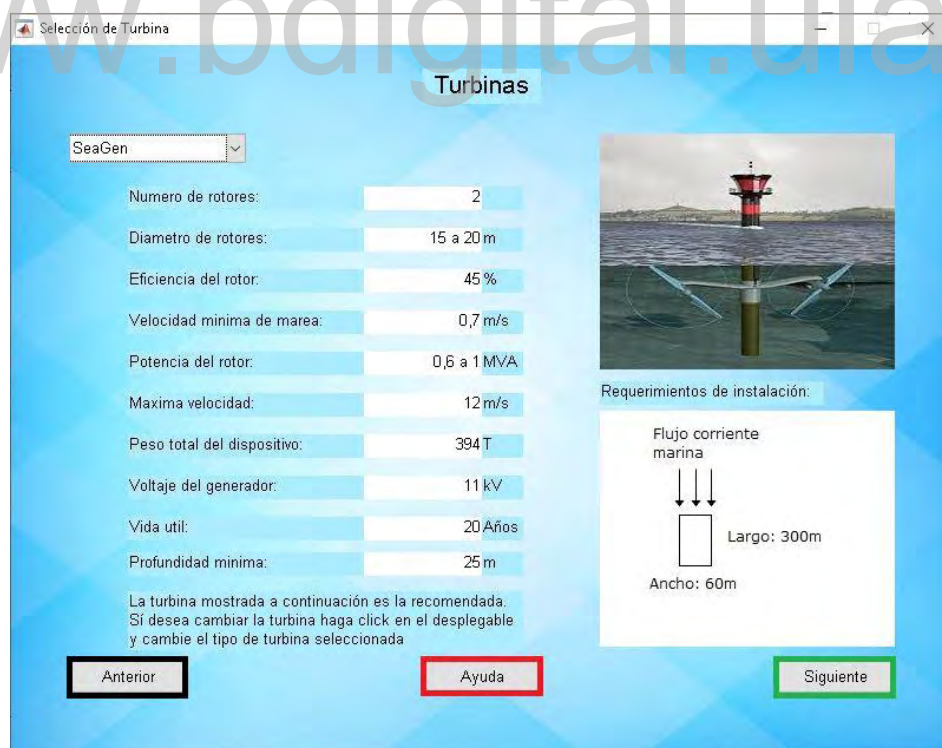 w.bdigital.ula
Selección de Turbina
Turbinas
SeaGen
Numero de rotores: 2
Diametro de rotores: 15 a 20 m
Eficiencia del rotor: 45 %
Velocidad minima de marea: 0,7 m/s
Potencia del rotor: 0,6 a 1 MVA
Maxima velocidad: 12 m/s
Peso total del dispositivo: 394 T
Voltaje del generador: 11 kV
Vida util: 20 Años
Profundidad minima: 25 m
La turbina mostrada a continuación es la recomendada.
Sí desea cambiar la turbina haga click en el desplegable
y cambie el tipo de turbina seleccionada
Requerimientos de instalación:
Flujo corriente
marina
Largo: 300m
Ancho: 60m
Anterior
Ayuda
Siguiente